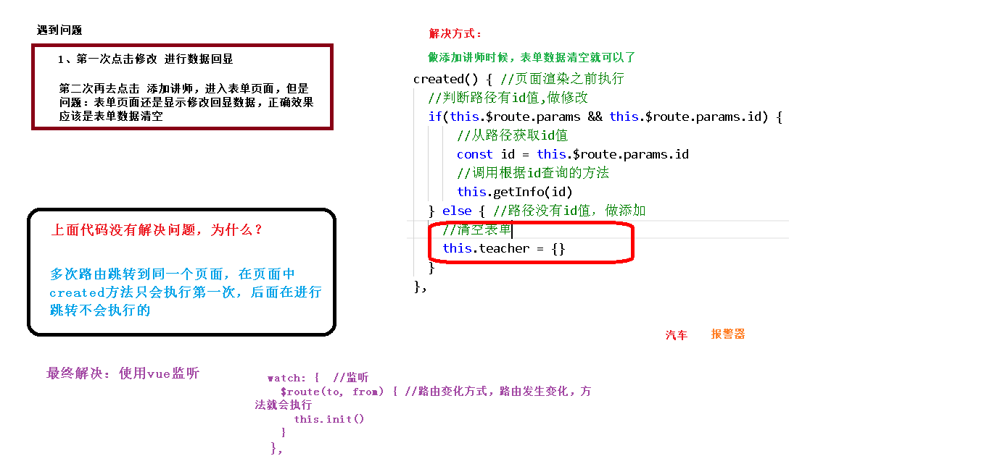 遇到问题
1、第一次点击修改 进行数据回显
第二次再去点击 添加讲师，进入表单页面，但是
问题：表单页面还是显示修改回显数据，正确效果
应该是表单数据清空
解决方式：
做添加讲师时候，表单数据清空就可以了
created() { //页面渲染之前执行
//判断路径有id值,做修改
if(this.$route.params && this.$route.params.id) {
//从路径获取id值
const id = this.$route.params.id
//调用根据id查询的方法
this.getInfo(id)
} else { //路径没有id值，做添加
//清空表单
this.teacher = {}
}
},
上面代码没有解决问题，为什么？
多次路由跳转到同一个页面，在页面中
created方法只会执行第一次，后面在进行
跳转不会执行的
汽车 报警器
最终解决：使用vue监听
watch: { //监听
$route(to, from) { //路由变化方式，路由发生变化，方
法就会执行
this.init()
}
},